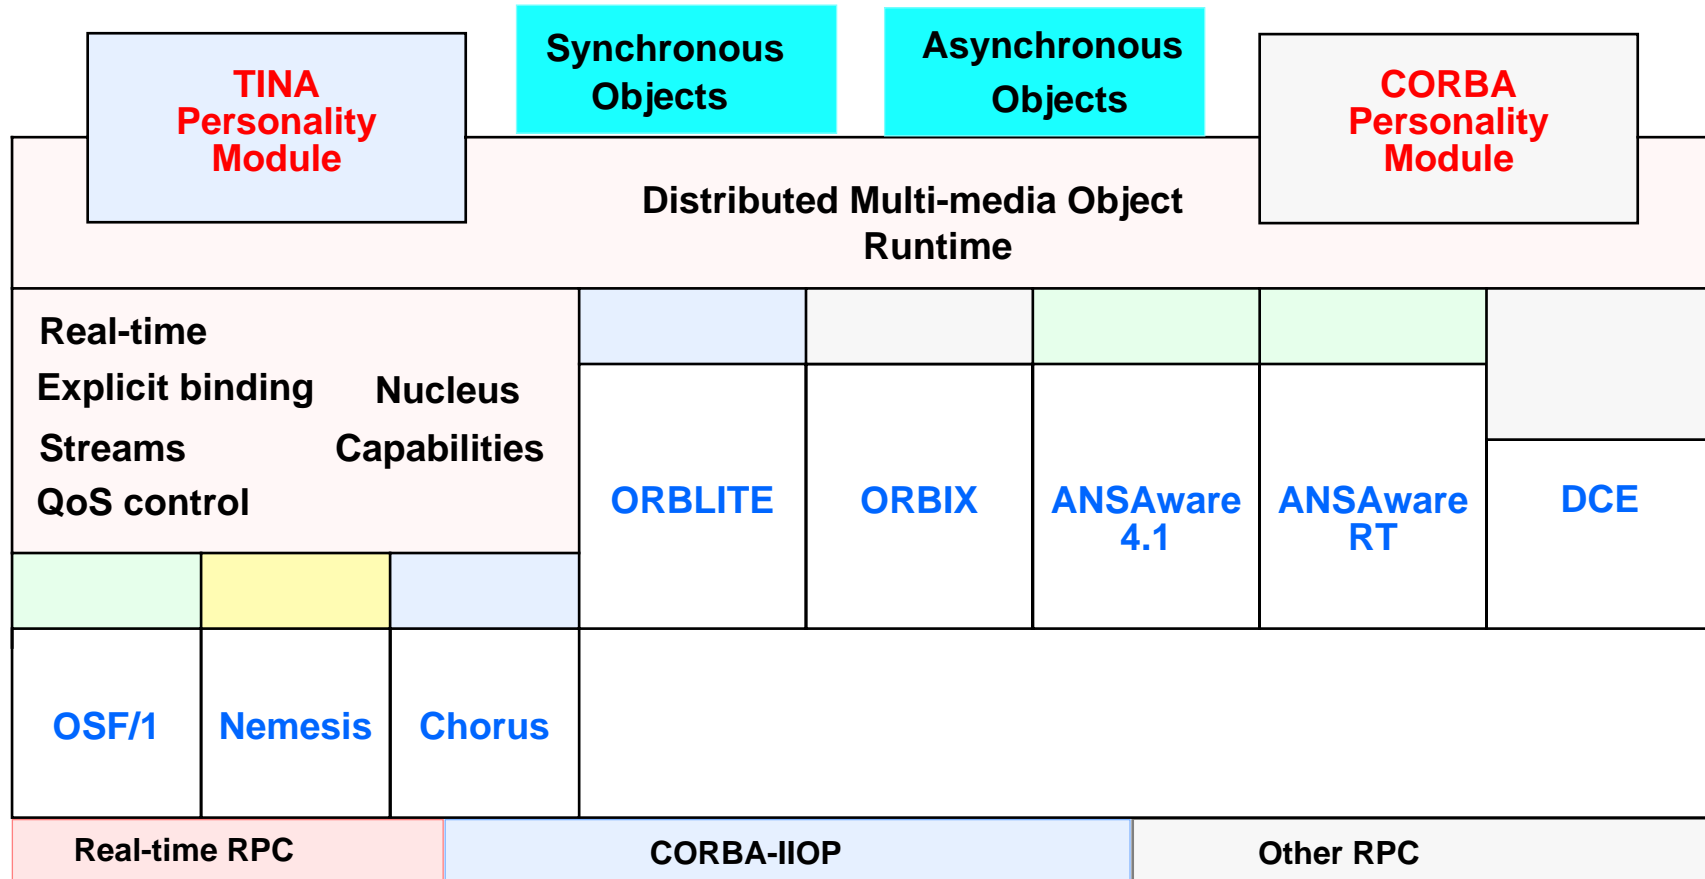 TINA
Personality
Module
Synchronous
Objects
Asynchronous
Objects
CORBA
Personality
Module
Distributed Multi-media Object
Runtime
Real-time
Explicit binding
Streams
QoS control
Nucleus
Capabilities
ORBLITE
ORBIX
ANSAware
4.1
ANSAware
RT
DCE
OSF/1
Nemesis
Chorus
Real-time RPC
CORBA-IIOP
Other RPC